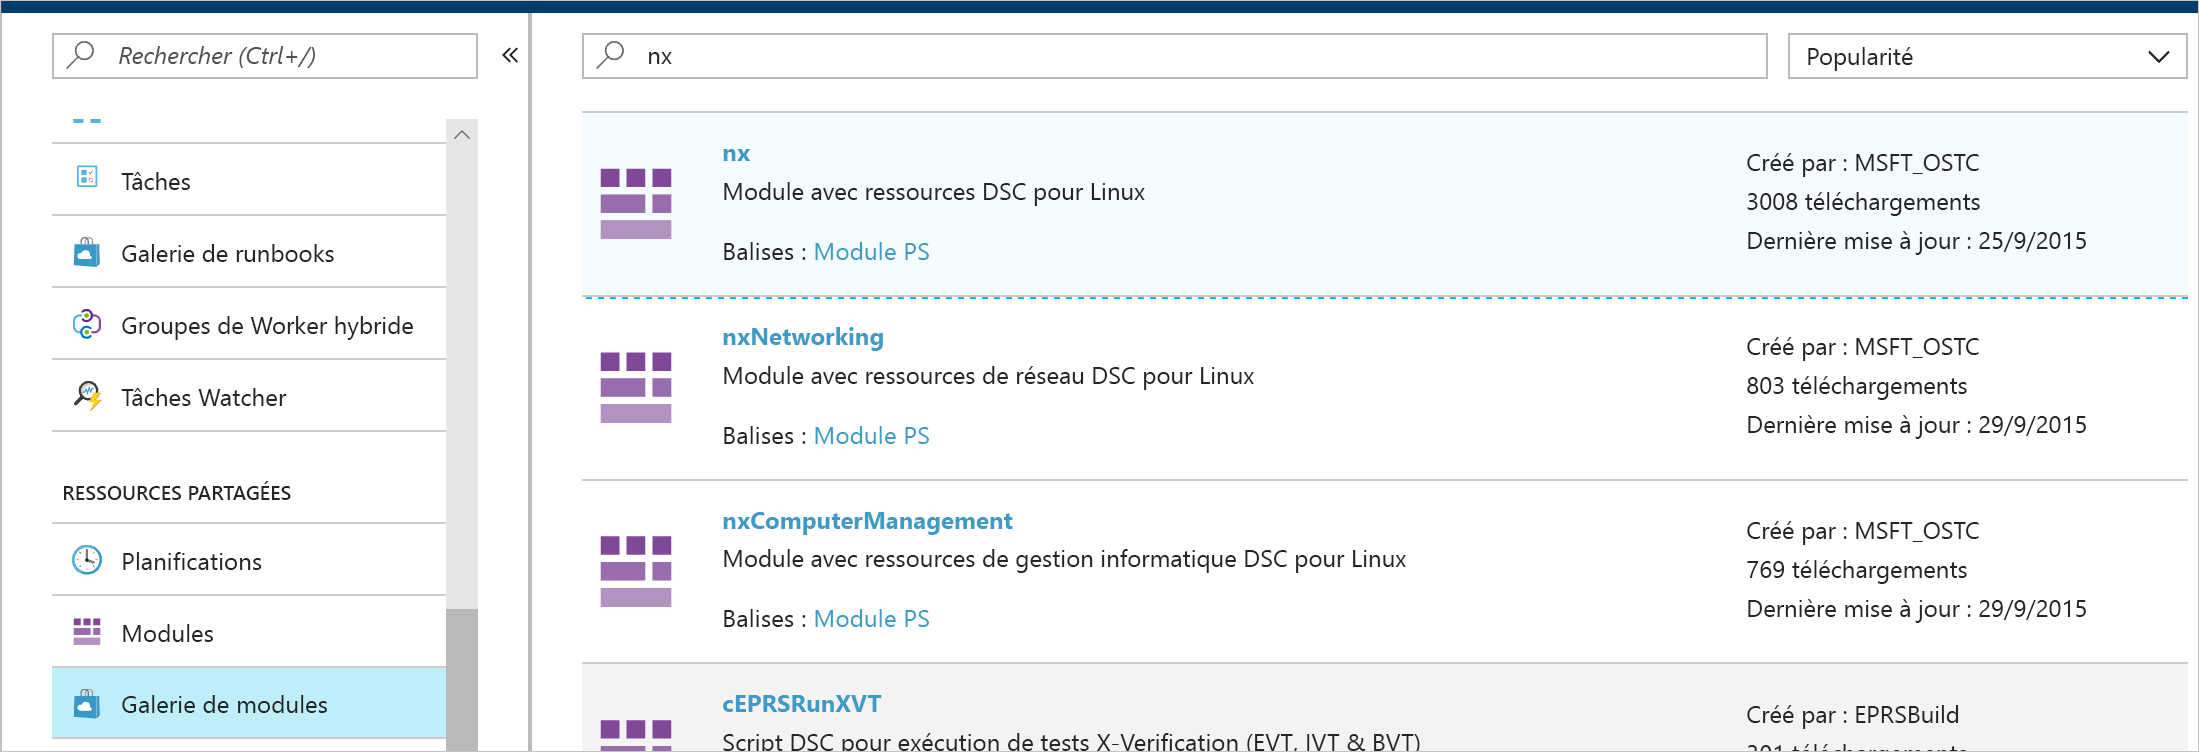 Rechercher (Ctrl+/)
«
Tâches
Galerie de runbooks
Groupes de Worker hybride
Tâches Watcher
RESSOURCES PARTAGÉES
Planifications
Modules
Galerie de modules
nx
Popularité
nx
Module avec ressources DSC pour Linux
Balises : Module PS
Créé par : MSFT_OSTC
3008 téléchargements
Dernière mise à jour : 25/9/2015
nxNetworking
Module avec ressources de réseau DSC pour Linux
Balises : Module PS
Créé par : MSFT_OSTC
803 téléchargements
Dernière mise à jour : 29/9/2015
nxComputerManagement
Module avec ressources de gestion informatique DSC pour Linux
Balises : Module PS
Créé par : MSFT_OSTC
769 téléchargements
Dernière mise à jour : 29/9/2015
cEPRSRunXVT
Script DSC pour exécution de tests X-Verification (EVT, IVT & BVT)
Créé par : EPRSBuild
301 téléchargements